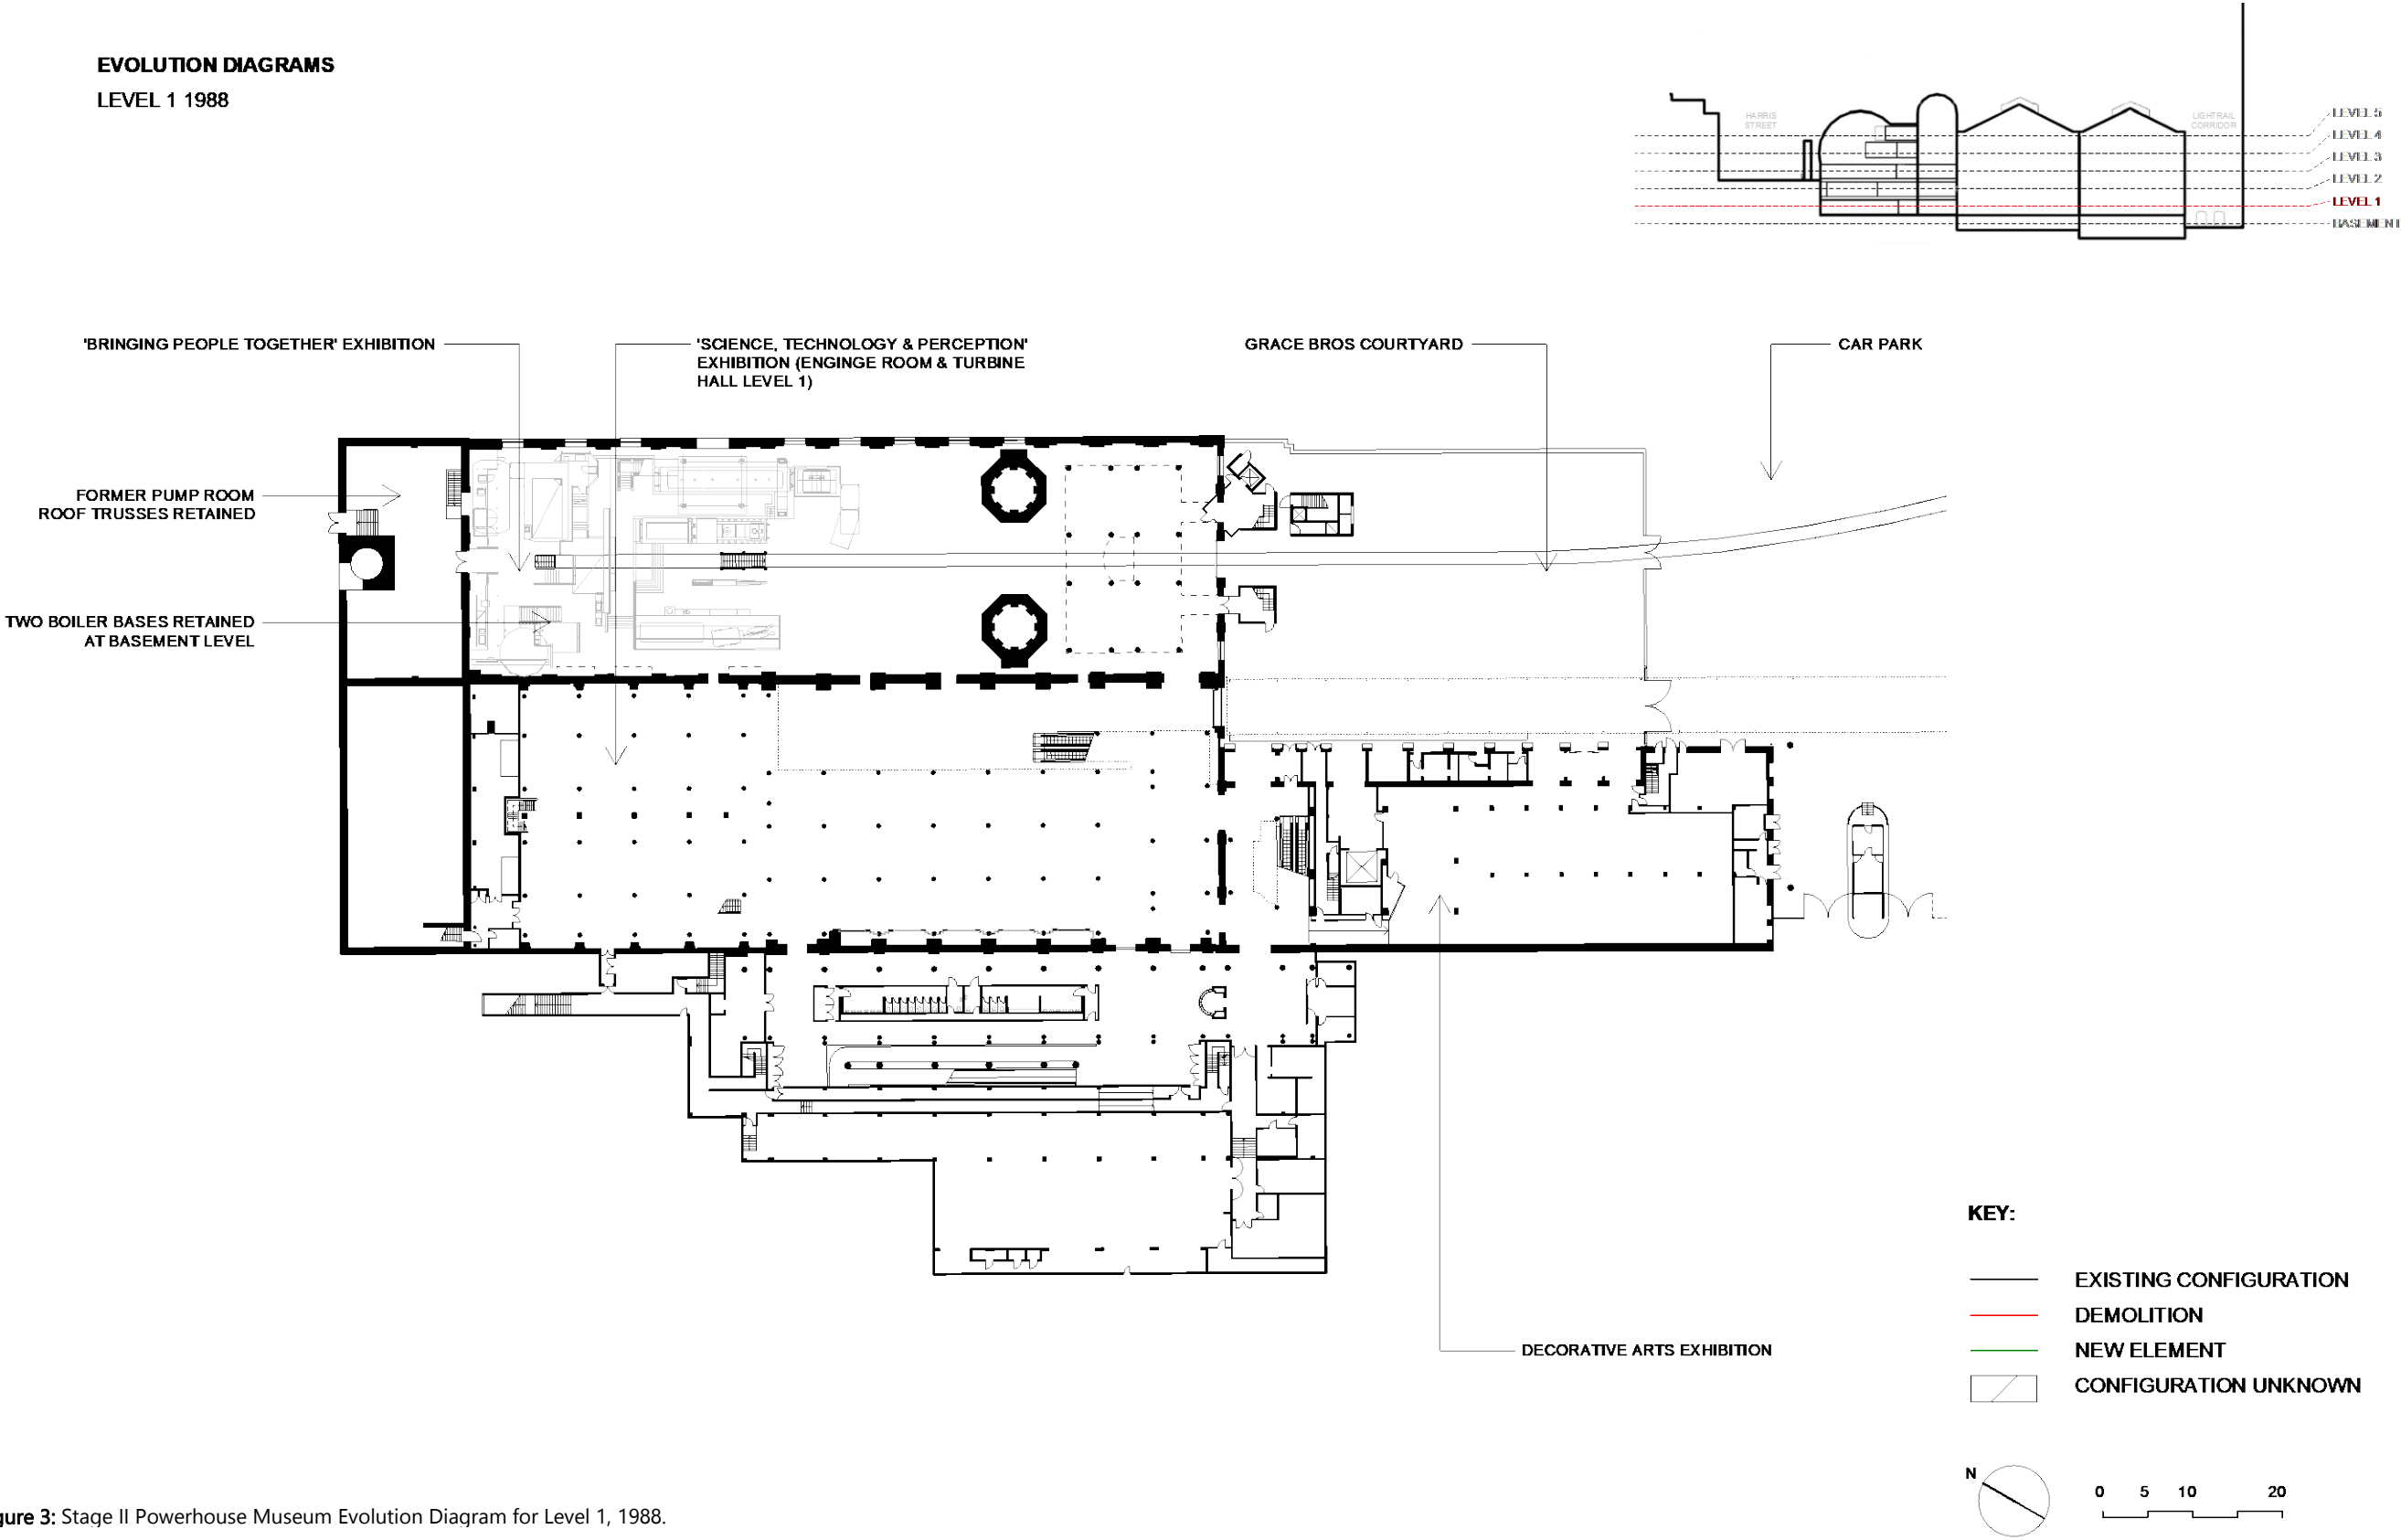 EVOLUTION DIAGRAMS
LEVEL 1 1988
HARRIS
STREET
LIGHTRAIL
CORRIDOR
LEVEL 5
LEVEL 4
LEVEL 3
LEVEL 2
LEVEL 1
BASEMENT
'BRINGING PEOPLE TOGETHER' EXHIBITION
'SCIENCE, TECHNOLOGY & PERCEPTION'
EXHIBITION (ENGINGE ROOM & TURBINE
HALL LEVEL 1)
GRACE BROS COURTYARD
CAR PARK
FORMER PUMP ROOM
ROOF TRUSSES RETAINED
TWO BOILER BASES RETAINED
AT BASEMENT LEVEL
DECORATIVE ARTS EXHIBITION
KEY:
EXISTING CONFIGURATION
DEMOLITION
NEW ELEMENT
CONFIGURATION UNKNOWN
N
0 5 10 20
gure 3: Stage II Powerhouse Museum Evolution Diagram for Level 1, 1988.